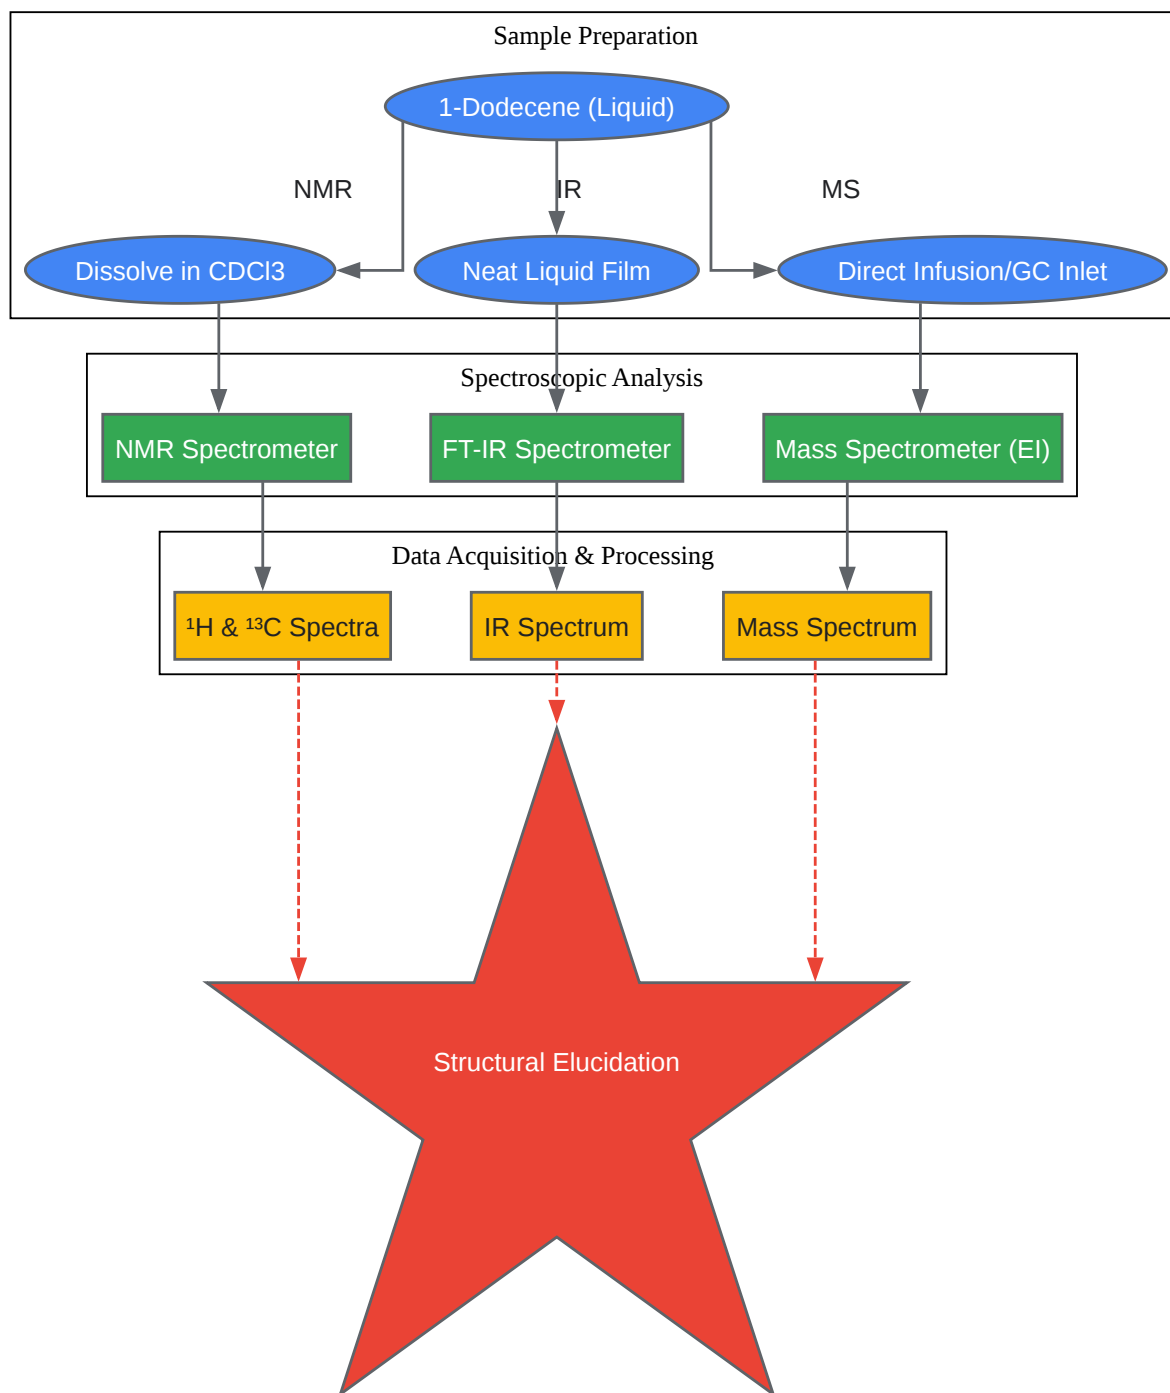 Sample Preparation
1-Dodecene (Liquid)
NMR
IR
MS
Dissolve in CDCl3
Neat Liquid Film
Direct Infusion/GC Inlet
Spectroscopic Analysis
NMR Spectrometer
FT-IR Spectrometer
Mass Spectrometer (EI)
Data Acquisition & Processing
¹H & ¹³C Spectra
IR Spectrum
Mass Spectrum
Structural Elucidation